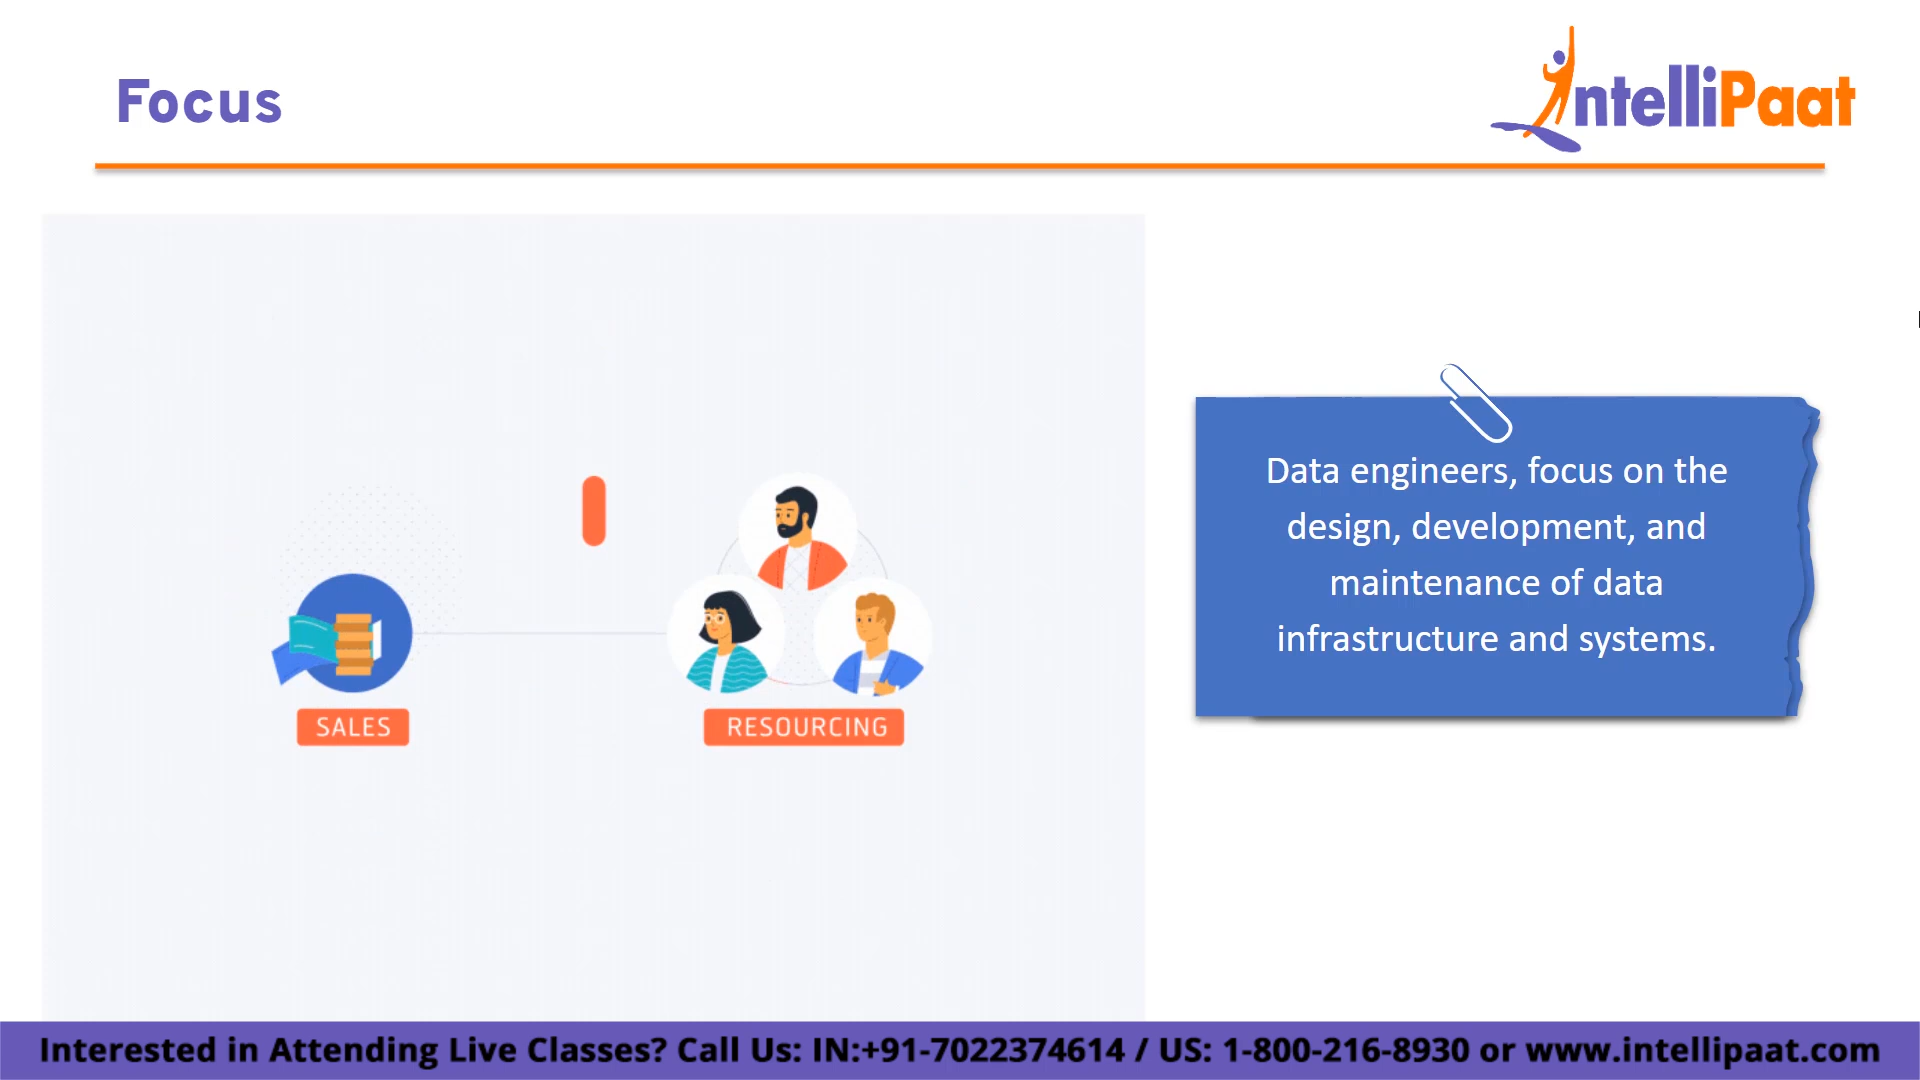 Focus
IntelliPaat
Data engineers, focus on the
design, development, and
maintenance of data
infrastructure and systems.
SALES
RESOURCING
Interested in Attending Live Classes? Call Us: IN:+91-7022374614 / US: 1-800-216-8930 or www.intellipaat.com